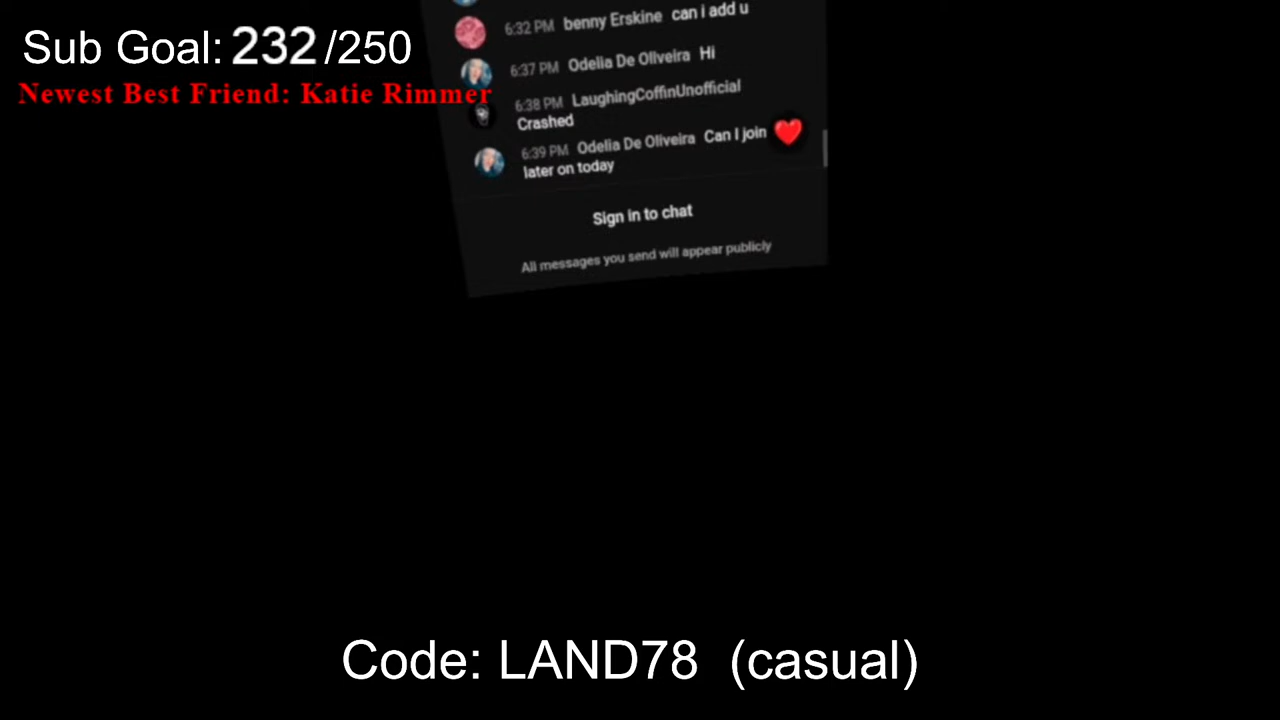 Sub Goal: 232 /250
Newest Best Friend: Katie Rimmer
6:32 PM benny Erskine can i add u
6:37 PM Odelia De Oliveira Hi
6:38 PM LaughingCoffinUnofficial
Crashed
6:39 PM Odelia De Oliveira Can I join ❤️
later on today
Sign in to chat
All messages you send will appear publicly
Code: LAND78 (casual)